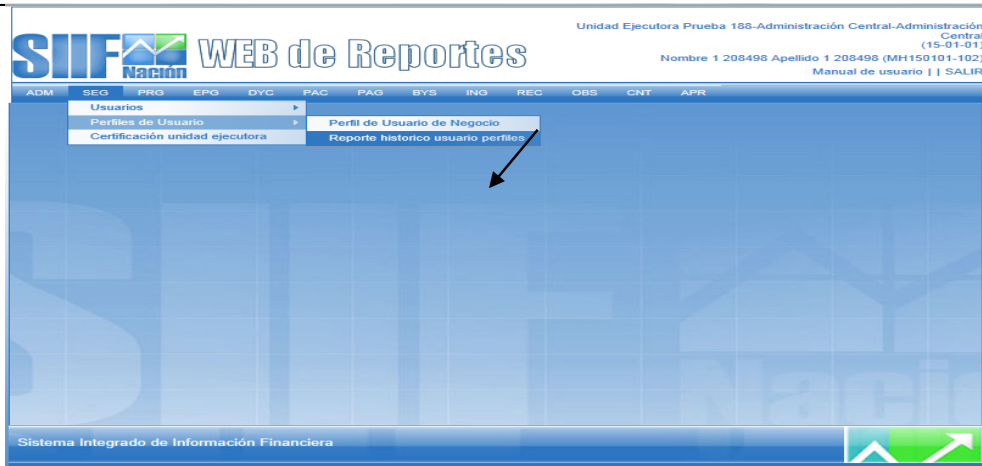 Unidad Ejecutora Prueba 188-Administración Central-Administración
Central
(15-01-01)
SIIF Nación WEB de Reportes
Nombre 1 208498 Apellido 1 208498 (MH150101-102)
Manual de usuario | | SALIR
ADM SEG PRG EPG DYC PAC PAG BYS ING REC OBS CNT APR
Usuarios
Perfiles de Usuario Perfil de Usuario de Negocio
Certificación unidad ejecutora Reporte historico usuario perfiles
SIIF
Nació
Sistema Integrado de Información Financiera